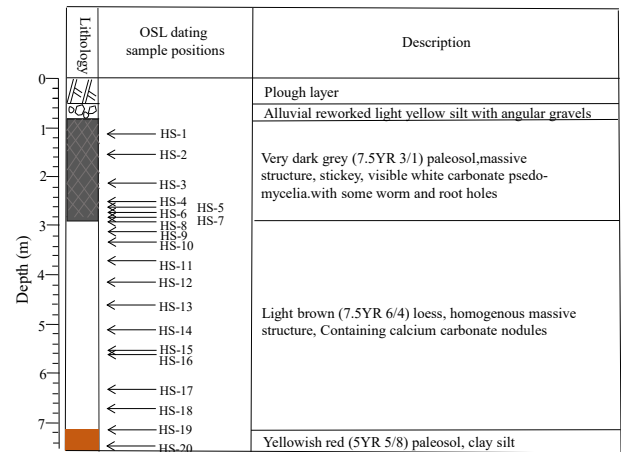 Lithology
OSL dating
sample positions
Description
0
1
2
3
4
5
6
7
Depth (m)
HS-1
HS-2
HS-3
HS-4
HS-5
HS-6
HS-7
HS-8
HS-9
HS-10
HS-11
HS-12
HS-13
HS-14
HS-15
HS-16
HS-17
HS-18
HS-19
HS-20
Plough layer
Alluvial reworked light yellow silt with angular gravels
Very dark grey (7.5YR 3/1) paleosol,massive
structure, stickey, visible white carbonate psedo-
mycelia.with some worm and root holes
Light brown (7.5YR 6/4) loess, homogenous massive
structure, Containing calcium carbonate nodules
Yellowish red (5YR 5/8) paleosol, clay silt